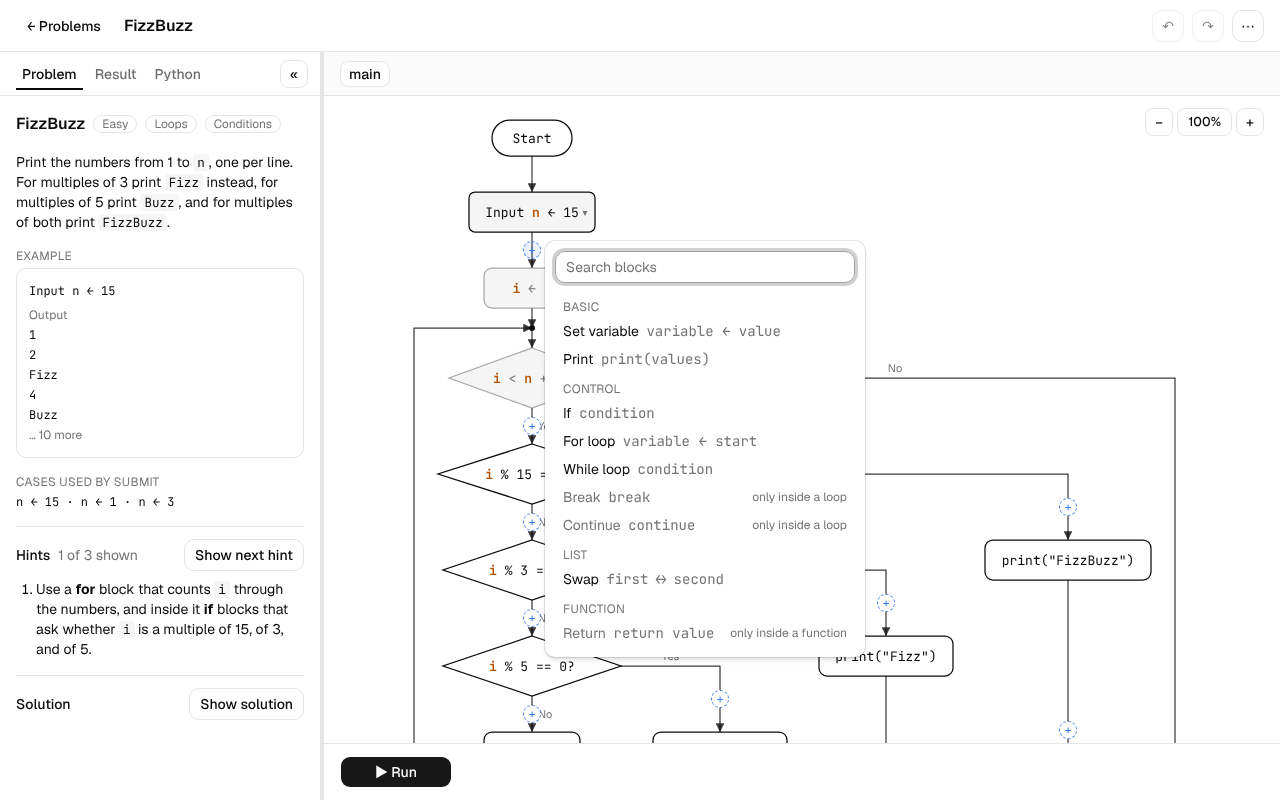 ← Problems
FizzBuzz
↶
↷
⋯
Problem
Result
Python
«
main
FizzBuzz
Easy
Loops
Conditions
Print the numbers from 1 to n, one per line.
For multiples of 3 print Fizz instead, for
multiples of 5 print Buzz, and for multiples
of both print FizzBuzz.
EXAMPLE
Input n ← 15
Output
1
2
Fizz
4
Buzz
… 10 more
CASES USED BY SUBMIT
n ← 15 · n ← 1 · n ← 3
Hints 1 of 3 shown
Show next hint
1. Use a for block that counts i through
the numbers, and inside it if blocks that
ask whether i is a multiple of 15, of 3,
and of 5.
Solution
Show solution
− 100% +
Start
Input n ← 15 ▾
i ←
i < n +
i % 15 =
i % 3 =
i % 5 == 0?
No
Yes
No
print("FizzBuzz")
print("Fizz")
Search blocks
BASIC
Set variable variable ← value
Print print(values)
CONTROL
If condition
For loop variable ← start
While loop condition
Break break only inside a loop
Continue continue only inside a loop
LIST
Swap first ↔ second
FUNCTION
Return return value only inside a function
▶ Run